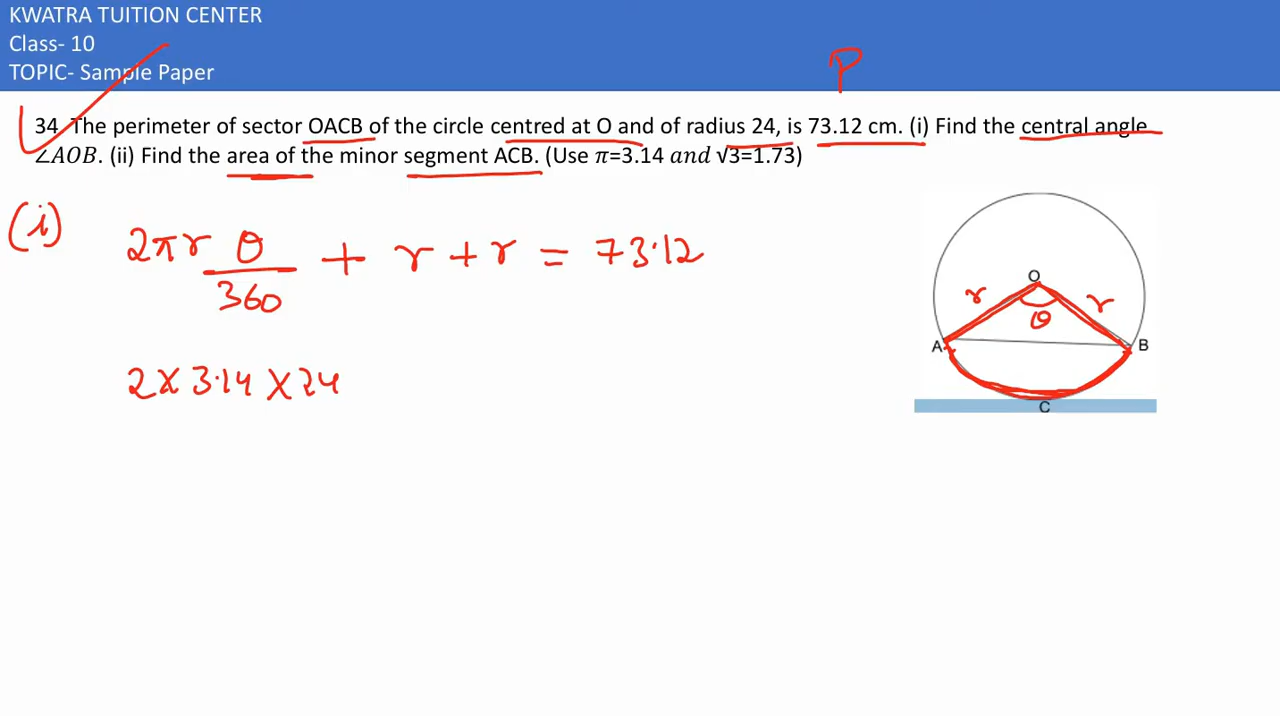 KWATRA TUITION CENTER
Class- 10
TOPIC- Sample Paper
P
34. The perimeter of sector OACB of the circle centred at O and of radius 24, is 73.12 cm. (i) Find the central angle
∠AOB. (ii) Find the area of the minor segment ACB. (Use π=3.14 and √3=1.73)
(i)
2πr θ/360 + r + r = 73.12
2 × 3.14 × 24
O
r r
θ
A B
C